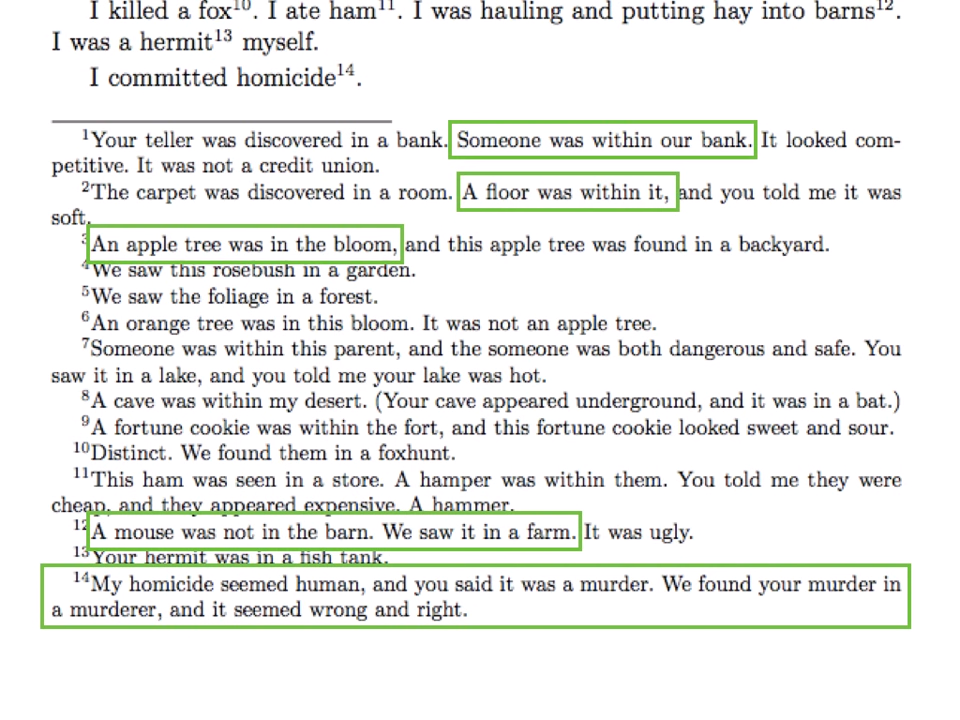 I killed a fox¹⁰. I ate ham¹¹. I was hauling and putting hay into barns¹².
I was a hermit¹³ myself.
I committed homicide¹⁴.
¹Your teller was discovered in a bank. Someone was within our bank. It looked com-
petitive. It was not a credit union.
²The carpet was discovered in a room. A floor was within it, and you told me it was
soft.
³An apple tree was in the bloom, and this apple tree was found in a backyard.
⁴We saw this rosebush in a garden.
⁵We saw the foliage in a forest.
⁶An orange tree was in this bloom. It was not an apple tree.
⁷Someone was within this parent, and the someone was both dangerous and safe. You
saw it in a lake, and you told me your lake was hot.
⁸A cave was within my desert. (Your cave appeared underground, and it was in a bat.)
⁹A fortune cookie was within the fort, and this fortune cookie looked sweet and sour.
¹⁰Distinct. We found them in a foxhunt.
¹¹This ham was seen in a store. A hamper was within them. You told me they were
cheap, and they appeared expensive. A hammer.
¹²A mouse was not in the barn. We saw it in a farm. It was ugly.
¹³Your hermit was in a fish tank.
¹⁴My homicide seemed human, and you said it was a murder. We found your murder in
a murderer, and it seemed wrong and right.